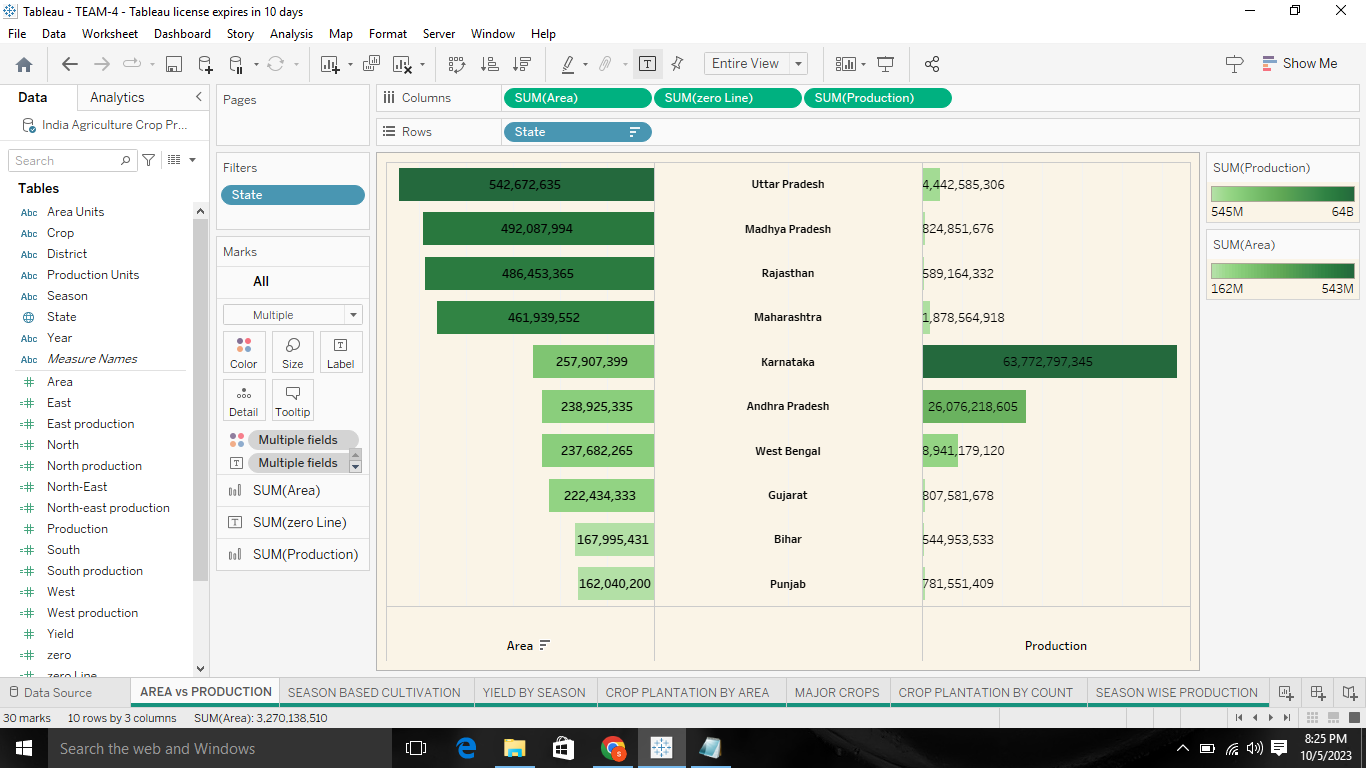 Tableau - TEAM-4 - Tableau license expires in 10 days
File Data Worksheet Dashboard Story Analysis Map Format Server Window Help
Entire View
Show Me
Data Analytics
India Agriculture Crop Pr...
Search
Tables
Abc Area Units
Abc Crop
Abc District
Abc Production Units
Abc Season
State
Abc Year
Abc Measure Names
Area
East
East production
North
North production
North-East
North-east production
Production
South
South production
West
West production
Yield
zero
zero Line
Pages
Filters
State
Marks
All
Multiple
Color Size Label
Detail Tooltip
Multiple fields
Multiple fields
SUM(Area)
SUM(zero Line)
SUM(Production)
Columns SUM(Area) SUM(zero Line) SUM(Production)
Rows State
542,672,635 Uttar Pradesh 4,442,585,306
492,087,994 Madhya Pradesh 824,851,676
486,453,365 Rajasthan 589,164,332
461,939,552 Maharashtra 1,878,564,918
257,907,399 Karnataka 63,772,797,345
238,925,335 Andhra Pradesh 26,076,218,605
237,682,265 West Bengal 8,941,179,120
222,434,333 Gujarat 807,581,678
167,995,431 Bihar 544,953,533
162,040,200 Punjab 781,551,409
Area Production
SUM(Production)
545M 64B
SUM(Area)
162M 543M
Data Source AREA vs PRODUCTION SEASON BASED CULTIVATION YIELD BY SEASON CROP PLANTATION BY AREA MAJOR CROPS CROP PLANTATION BY COUNT SEASON WISE PRODUCTION
30 marks 10 rows by 3 columns SUM(Area): 3,270,138,510
Search the web and Windows
8:25 PM
10/5/2023